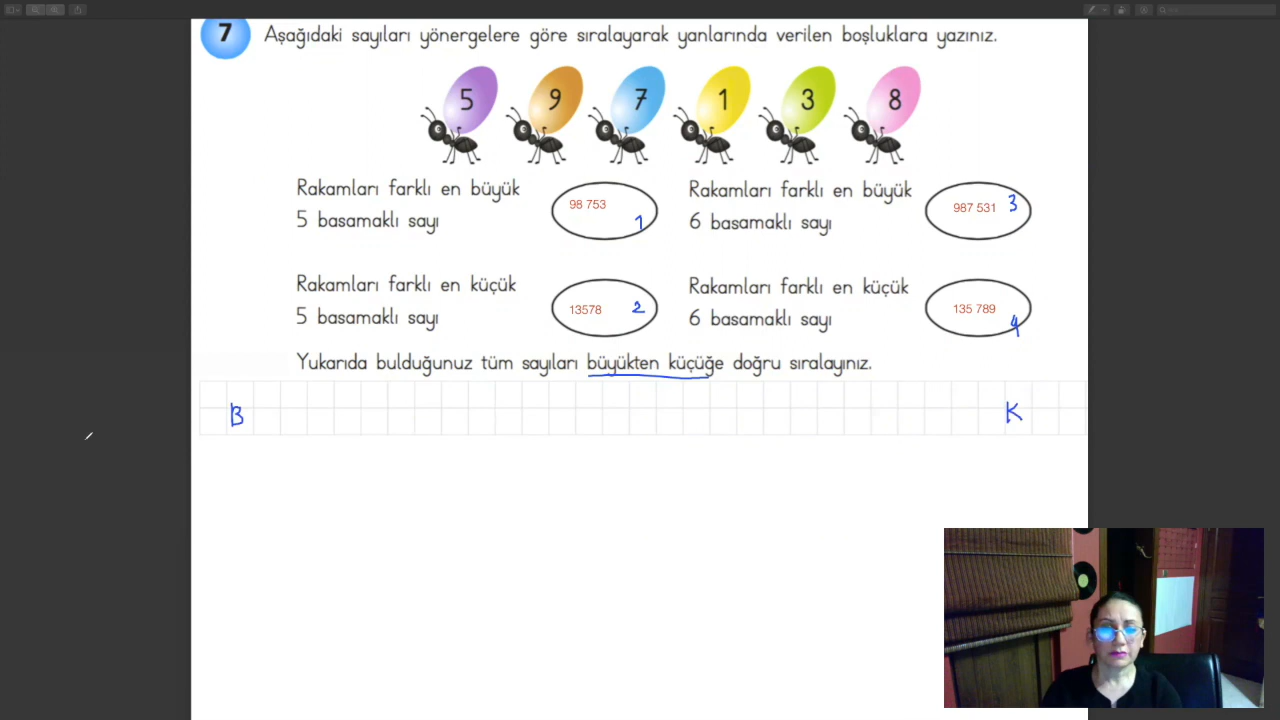 7 Aşağıdaki sayıları yönergelere göre sıralayarak yanlarında verilen boşluklara yazınız.
5 9 7 1 3 8
Rakamları farklı en büyük
5 basamaklı sayı
98 753
1
Rakamları farklı en büyük
6 basamaklı sayı
987 531 3
Rakamları farklı en küçük
5 basamaklı sayı
13578 2
Rakamları farklı en küçük
6 basamaklı sayı
135 789
4
Yukarıda bulduğunuz tüm sayıları büyükten küçüğe doğru sıralayınız.
B K